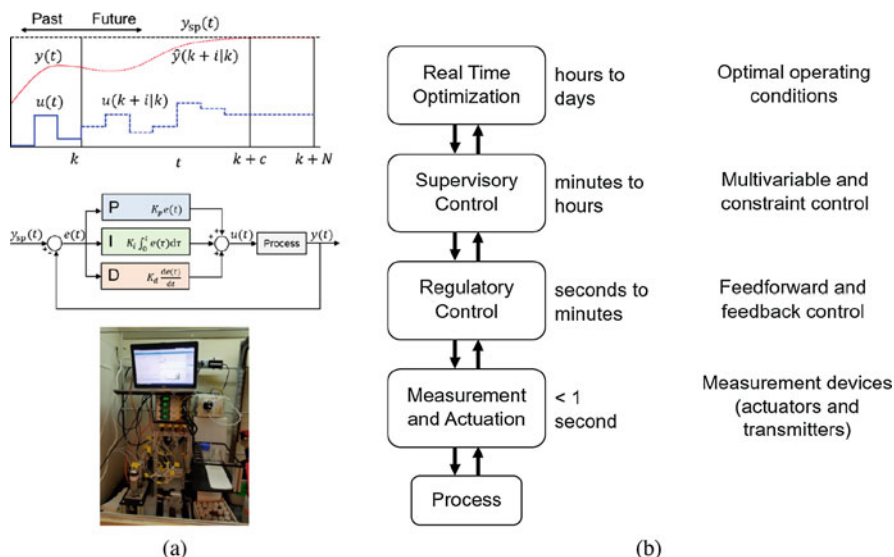 Past Future
y_sp(t)
y(t)
ŷ(k + i|k)
u(t)
u(k + i|k)
k
t
k + c
k + N
P K_p e(t)
y_sp(t)
e(t)
I K_i ∫_0^t e(τ)dτ
u(t)
Process
y(t)
D K_d de(t)/dt
+
-
+
+
+
(a)
Real Time
Optimization
hours to
days
Optimal operating
conditions
Supervisory
Control
minutes to
hours
Multivariable and
constraint control
Regulatory
Control
seconds to
minutes
Feedforward and
feedback control
Measurement
and Actuation
< 1
second
Measurement devices
(actuators and
transmitters)
Process
(b)